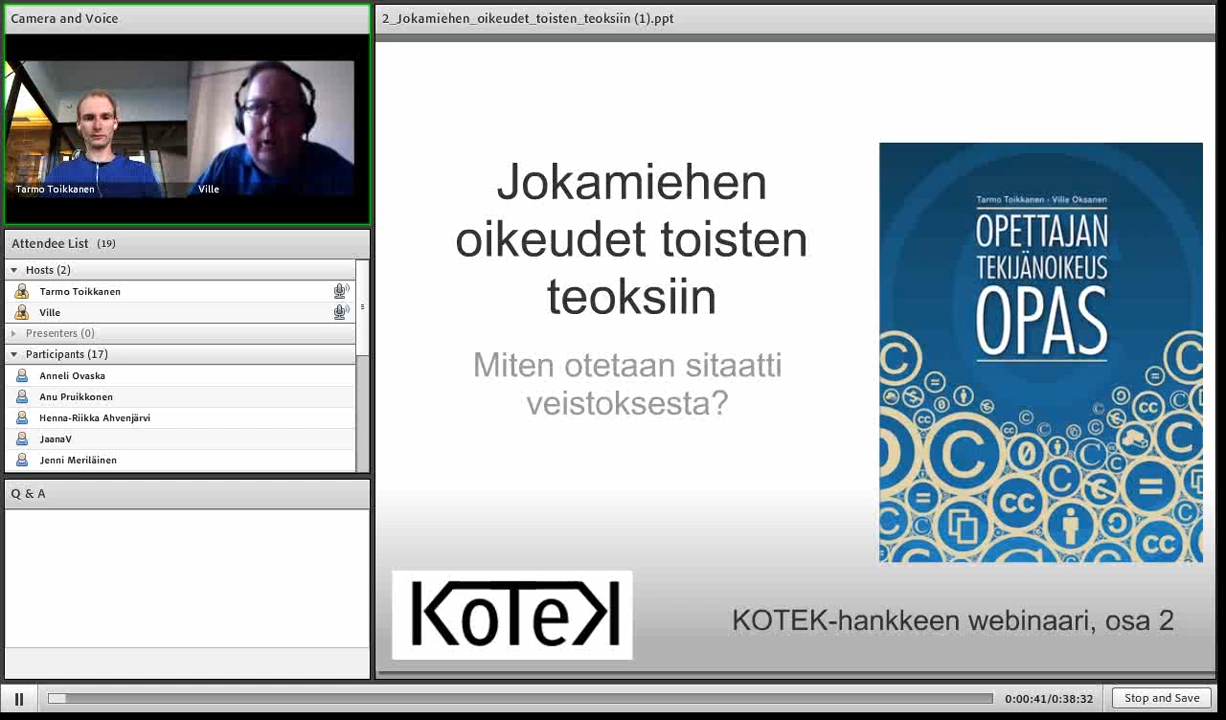 Camera and Voice
Tarmo Toikkanen
Ville
Attendee List (19)
Hosts (2)
Tarmo Toikkanen
Ville
Presenters (0)
Participants (17)
Anneli Ovaska
Anu Pruikkonen
Henna-Riikka Ahvenjärvi
JaanaV
Jenni Meriläinen
Q & A
2_Jokamiehen_oikeudet_toisten_teoksiin (1).ppt
Jokamiehen
oikeudet toisten
teoksiin
Miten otetaan sitaatti
veistoksesta?
Tarmo Toikkanen - Ville Oksanen
OPETTAJAN
TEKIJÄNOIKEUS
OPAS
KoTeK
KOTEK-hankkeen webinaari, osa 2
0:00:41/0:38:32
Stop and Save